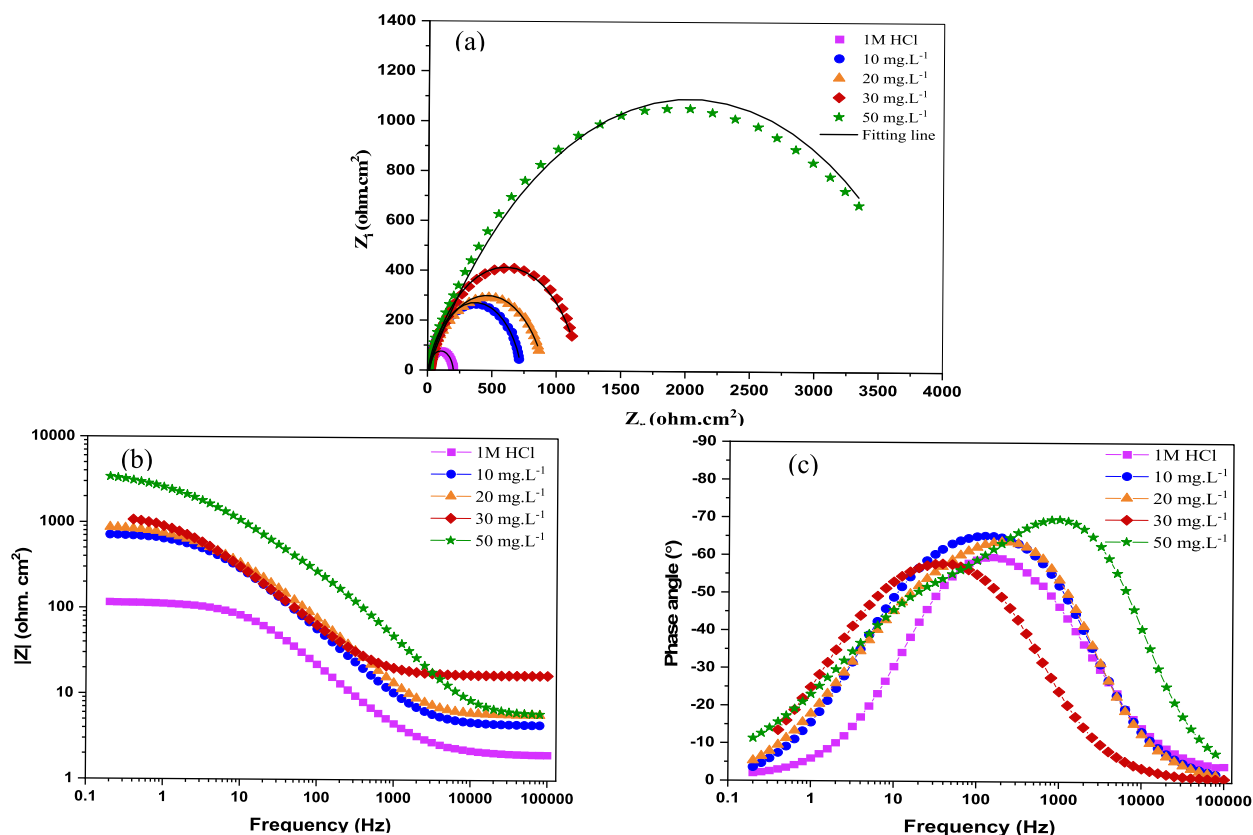 (a)
1400
1200
1000
800
600
400
200
0
Zi (ohm.cm²)
0 500 1000 1500 2000 2500 3000 3500 4000
(ohm.cm²)
1M HCl
10 mg.L⁻¹
20 mg.L⁻¹
30 mg.L⁻¹
50 mg.L⁻¹
Fitting line
(b)
10000
1000
100
10
1
|Z| (ohm. cm²)
0.1 1 10 100 1000 10000 100000
Frequency (Hz)
1M HCl
10 mg.L⁻¹
20 mg.L⁻¹
30 mg.L⁻¹
50 mg.L⁻¹
(c)
-90
-80
-70
-60
-50
-40
-30
-20
-10
0
Phase angle (°)
0.1 1 10 100 1000 10000 100000
Frequency (Hz)
1M HCl
10 mg.L⁻¹
20 mg.L⁻¹
30 mg.L⁻¹
50 mg.L⁻¹